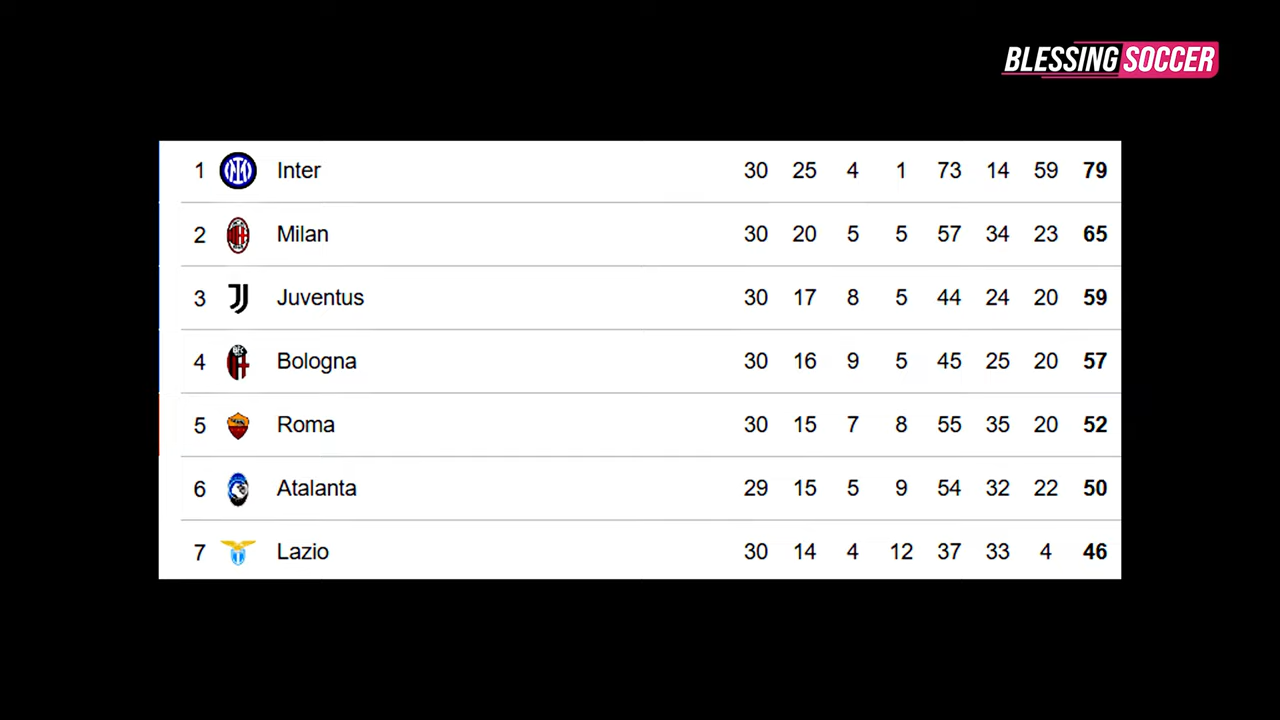 BLESSING SOCCER
1 Inter 30 25 4 1 73 14 59 79
2 Milan 30 20 5 5 57 34 23 65
3 Juventus 30 17 8 5 44 24 20 59
4 Bologna 30 16 9 5 45 25 20 57
5 Roma 30 15 7 8 55 35 20 52
6 Atalanta 29 15 5 9 54 32 22 50
7 Lazio 30 14 4 12 37 33 4 46